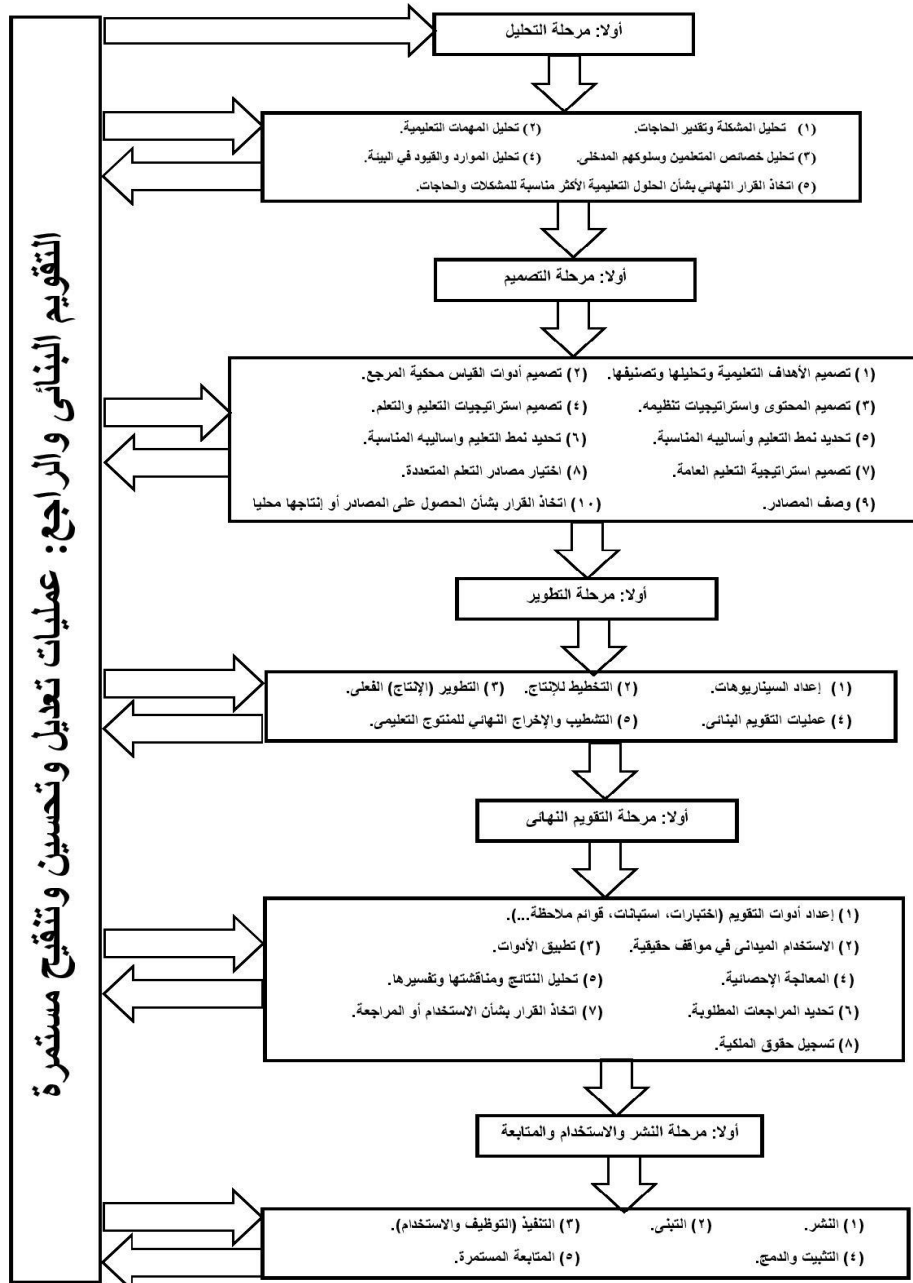 أولا: مرحلة التحليل
(١) تحليل المشكلة وتقدير الحاجات. (٢) تحليل المهمات التعليمية.
(٣) تحليل خصائص المتعلمين وسلوكهم المدخلى. (٤) تحليل الموارد والقيود في البيئة.
(٥) اتخاذ القرار النهائي بشأن الحلول التعليمية الأكثر مناسبة للمشكلات والحاجات.
أولا: مرحلة التصميم
(١) تصميم الأهداف التعليمية وتحليلها وتصنيفها. (٢) تصميم أدوات القياس محكية المرجع.
(٣) تصميم المحتوى واستراتيجيات تنظيمه. (٤) تصميم استراتيجيات التعليم والتعلم.
(٥) تحديد نمط التعليم وأساليبه المناسبة. (٦) تحديد نمط التعليم واساليبه المناسبة.
(٧) تصميم استراتيجية التعليم العامة. (٨) اختيار مصادر التعلم المتعددة.
(٩) وصف المصادر. (١٠) اتخاذ القرار بشأن الحصول على المصادر أو إنتاجها محليا
أولا: مرحلة التطوير
(١) إعداد السيناريوهات. (٢) التخطيط للإنتاج. (٣) التطوير (الإنتاج) الفعلى.
(٤) عمليات التقويم البنائى. (٥) التشطيب والإخراج النهائي للمنتوج التعليمى.
أولا: مرحلة التقويم النهائى
(١) إعداد أدوات التقويم (اختبارات، استبانات، قوائم ملاحظة...).
(٢) الاستخدام الميدانى في مواقف حقيقية. (٣) تطبيق الأدوات.
(٤) المعالجة الإحصائية. (٥) تحليل النتائج ومناقشتها وتفسيرها.
(٦) تحديد المراجعات المطلوبة. (٧) اتخاذ القرار بشأن الاستخدام أو المراجعة.
(٨) تسجيل حقوق الملكية.
أولا: مرحلة النشر والاستخدام والمتابعة
(١) النشر. (٢) التبنى. (٣) التنفيذ (التوظيف والاستخدام).
(٤) التثبيت والدمج. (٥) المتابعة المستمرة.
التقويم البنائى والراجع: عمليات تعديل وتحسين وتنقيح مستمرة